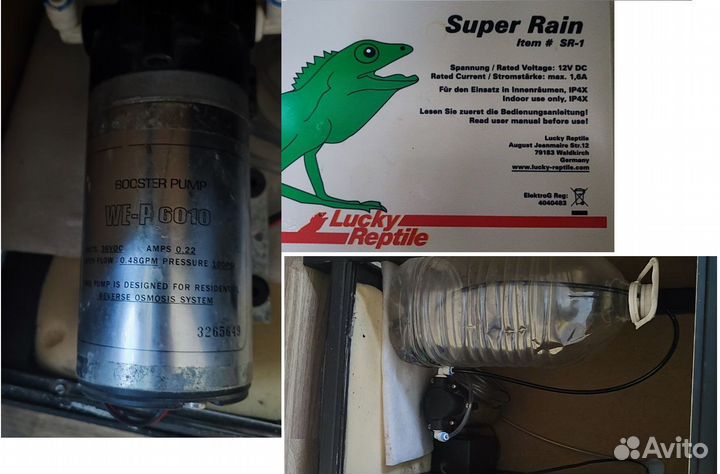 BOOSTER PUMP
WE-P 6010
36VDC AMPS 0.22
FLOW 0.48GPM PRESSURE
PUMP IS DESIGNED FOR
REVERSE OSMOSIS SYSTEM
3265649
Super Rain
Item # SR-1
Spannung / Rated Voltage: 12V DC
Rated Current / Stromstärke: max. 1,6A
Für den Einsatz in Innenräumen, IP4X
Indoor use only, IP4X
Lesen Sie zuerst die Bedienungsanleitung!
Read user manual before use!
Lucky Reptile
August Jeanmaire Str.12
79183 Waldkirch
Germany
www.lucky-reptile.com
ElektroG Reg:
4040483
Lucky
Reptile
Avito